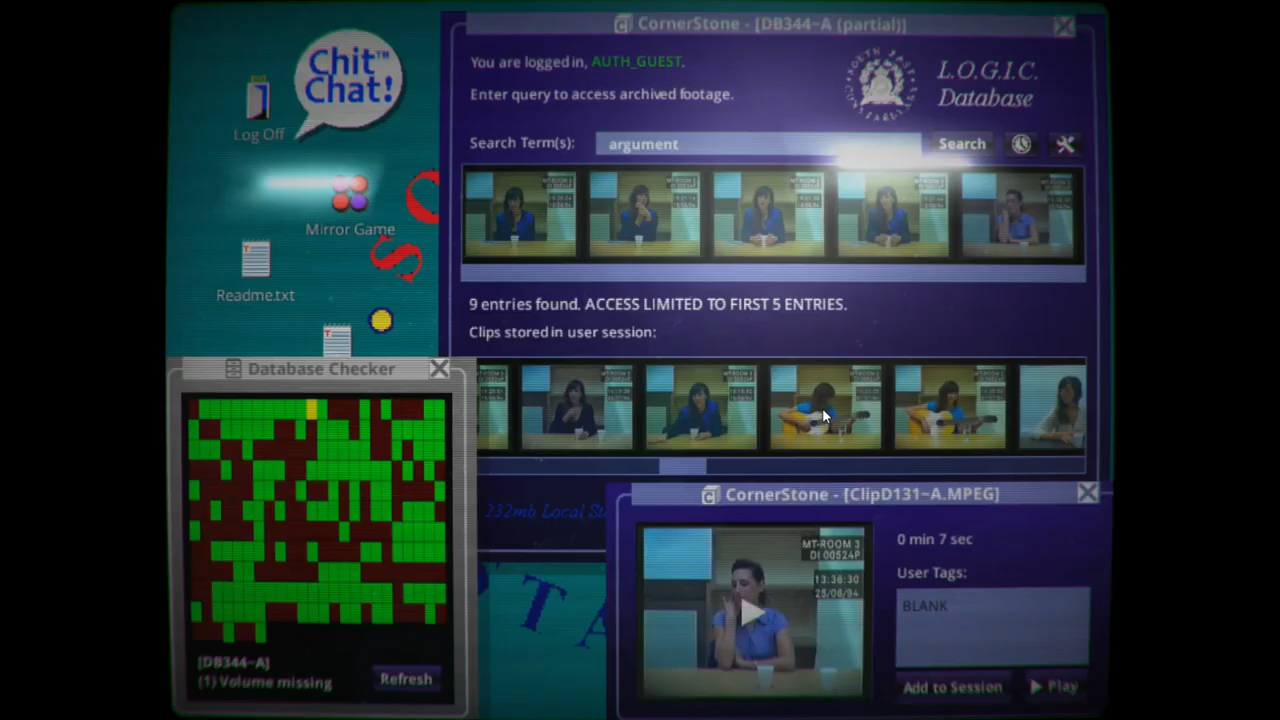 CornerStone - [DB344~A (partial)]
Chit™
Chat!
You are logged in, AUTH_GUEST.
Enter query to access archived footage.
L.O.G.I.C.
Database
Log Off
Search Term(s):
argument
Search
Mirror Game
Readme.txt
9 entries found. ACCESS LIMITED TO FIRST 5 ENTRIES.
Clips stored in user session:
Database Checker
CornerStone - [ClipD131~A.MPEG]
232mb Local
0 min 7 sec
MT-ROOM 3
DI 00524P
User Tags:
13:36:30
25/06/94
BLANK
[DB344~A]
(1) Volume missing
Refresh
Add to Session
Play